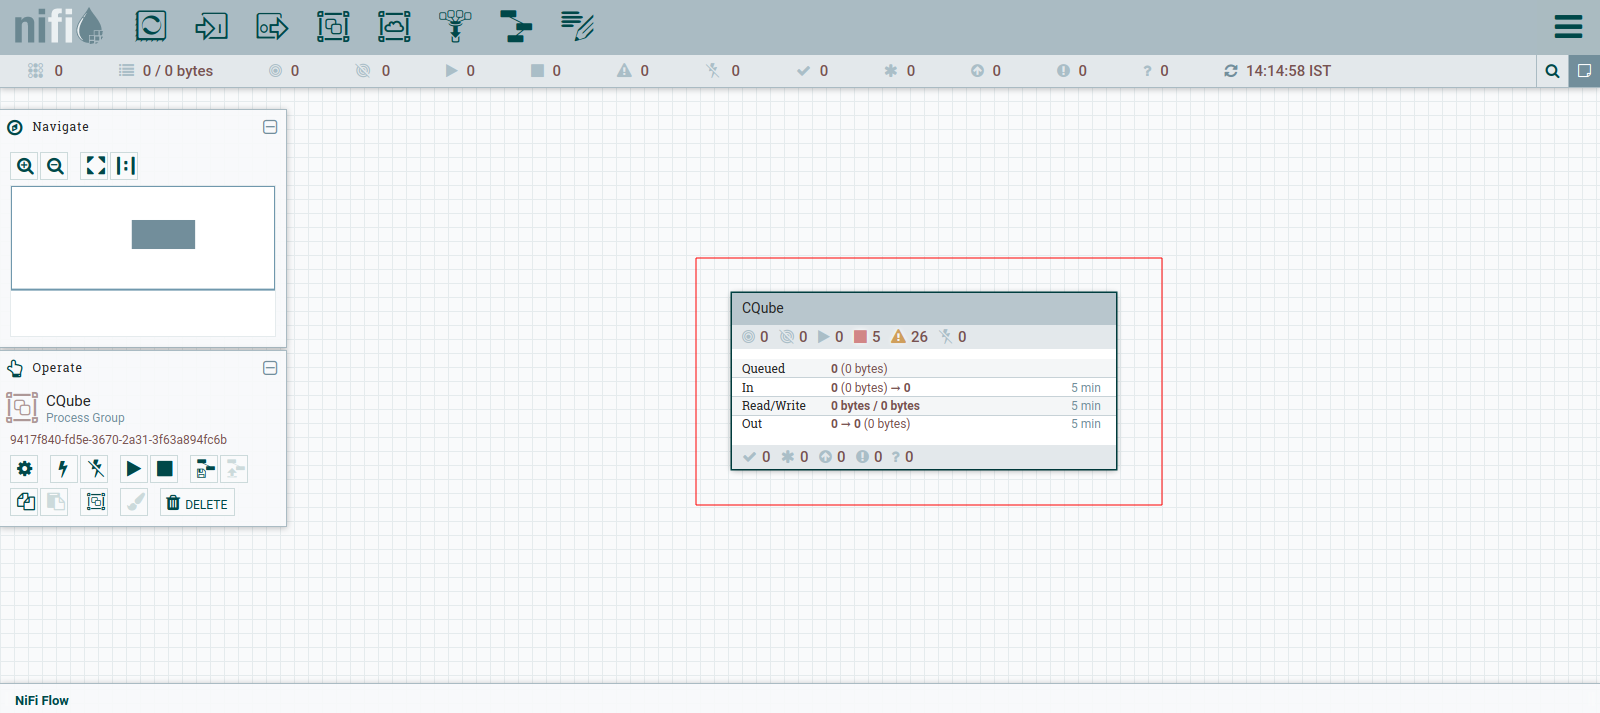 nifi
0 0 / 0 bytes 0 0 0 0 0 0 0 0 0 0 ? 0 14:14:58 IST
Navigate
Operate
CQube
Process Group
9417f840-fd5e-3670-2a31-3f63a894fc6b
DELETE
CQube
0 0 0 5 26 0
Queued 0 (0 bytes)
In 0 (0 bytes) → 0 5 min
Read/Write 0 bytes / 0 bytes 5 min
Out 0 → 0 (0 bytes) 5 min
0 0 0 0 ? 0
NiFi Flow